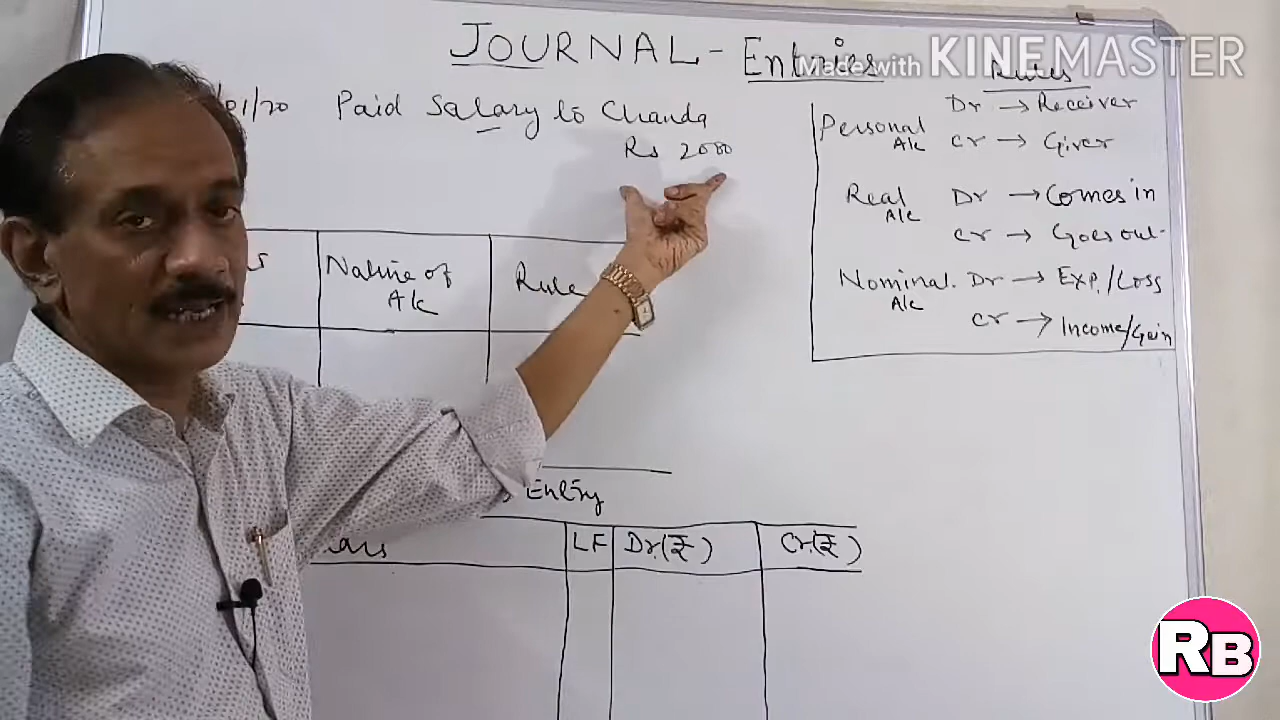 JOURNAL - Entries
Made with KINEMASTER
/01/20 Paid Salary to Chanda
Rs 2000
Rules
Personal A/c Dr → Receiver
Cr → Giver
Real A/c Dr → Comes in
Cr → Goes out
Nominal A/c Dr → Exp./Loss
Cr → Income/Gain
Nature of A/c
Rule
Entry
LF
Dr.(₹)
Cr.(₹)
RB